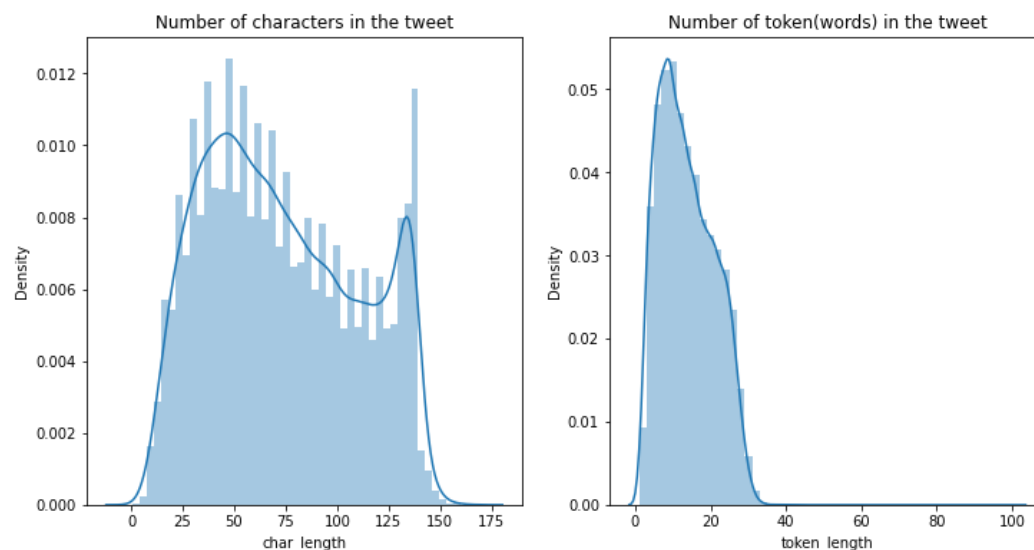 Number of characters in the tweet
0.012
0.010
0.008
0.006
0.004
0.002
0.000
Density
0 25 50 75 100 125 150 175
char_length
Number of token(words) in the tweet
0.05
0.04
0.03
0.02
0.01
0.00
Density
0 20 40 60 80 100
token_length